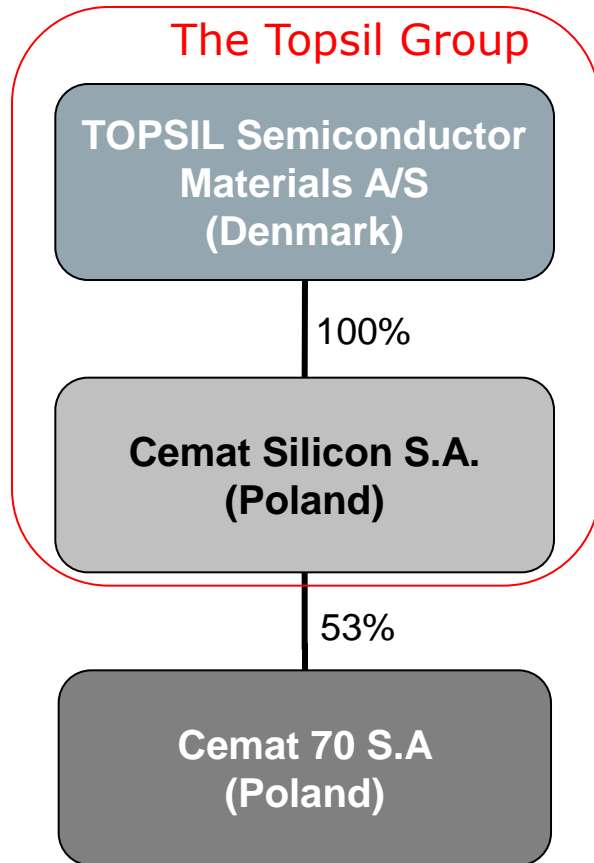 The Topsil Group
TOPSIL Semiconductor
Materials A/S
(Denmark)
100%
Cemat Silicon S.A.
(Poland)
53%
Cemat 70 S.A
(Poland)